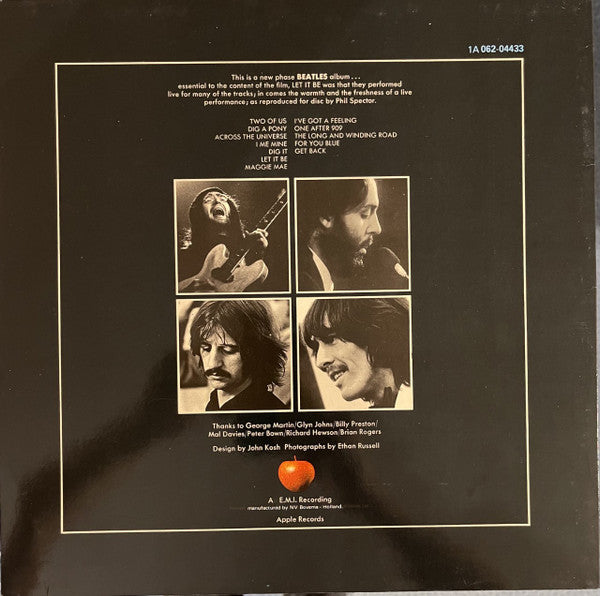 1A 062-04433
This is a new phase BEATLES album...
essential to the content of the film, LET IT BE was that they performed
live for many of the tracks; in comes the warmth and the freshness of a live
performance; as reproduced for disc by Phil Spector.
TWO OF US I'VE GOT A FEELING
DIG A PONY ONE AFTER 909
ACROSS THE UNIVERSE THE LONG AND WINDING ROAD
I ME MINE FOR YOU BLUE
DIG IT GET BACK
LET IT BE
MAGGIE MAE
Thanks to George Martin/Glyn Johns/Billy Preston/
Mal Davies/Peter Bown/Richard Hewson/Brian Rogers
Design by John Kosh Photographs by Ethan Russell
A E.M.I. Recording
manufactured by NV Bovema - Holland.
Apple Records